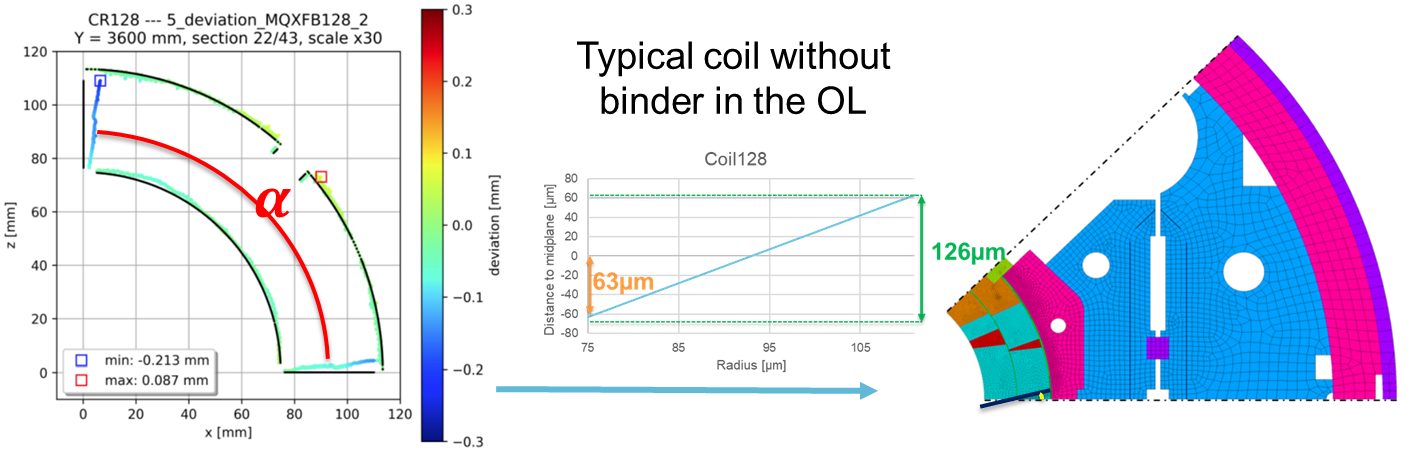 CR128 --- 5_deviation_MQXFB128_2
Y = 3600 mm, section 22/43, scale x30
120
100
80
60
40
20
0
z [mm]
α
min: -0.213 mm
max: 0.087 mm
0
20
40
60
80
100
120
x [mm]
0.3
0.2
0.1
0.0
−0.1
−0.2
−0.3
deviation [mm]
Typical coil without
binder in the OL
Coil128
80
60
40
20
0
-20
-40
-60
-80
Distance to midplane [µm]
63µm
126µm
75
85
95
105
Radius [µm]